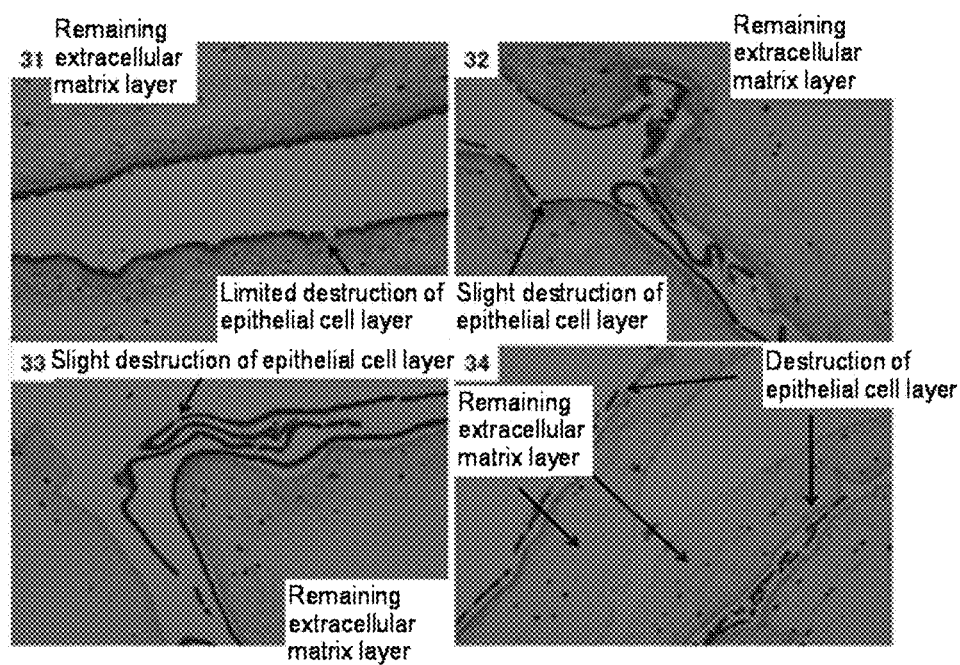 31
Remaining
extracellular
matrix layer
Limited destruction of
epithelial cell layer
32
Remaining
extracellular
matrix layer
Slight destruction of
epithelial cell layer
33 Slight destruction of epithelial cell layer
Remaining
extracellular
matrix layer
34
Destruction of
epithelial cell layer
Remaining
extracellular
matrix layer